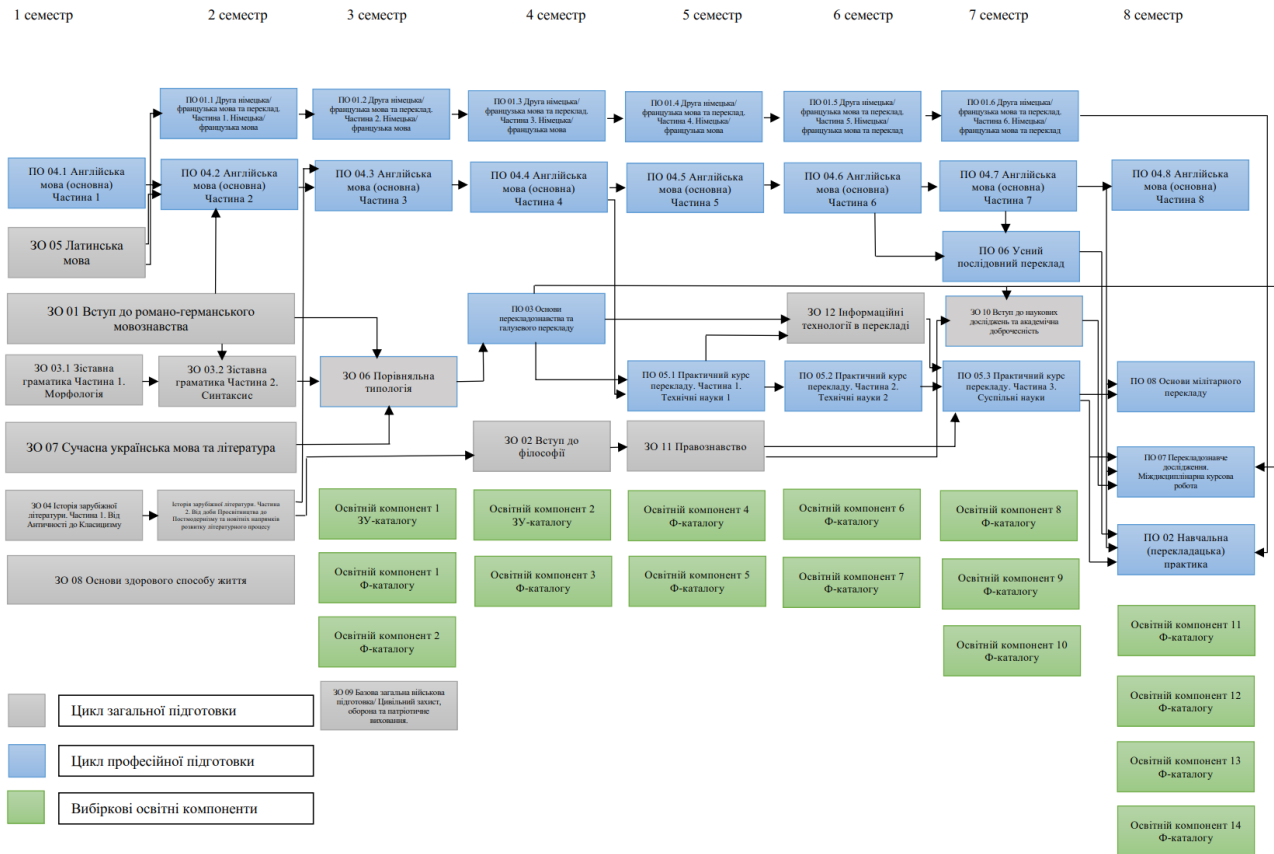 1 семестр
2 семестр
3 семестр
4 семестр
5 семестр
6 семестр
7 семестр
8 семестр
ПО 01.1 Друга німецька/
французька мова та переклад.
Частина 1. Німецька/
французька мова
ПО 01.2 Друга німецька/
французька мова та переклад.
Частина 2. Німецька/
французька мова
ПО 01.3 Друга німецька/
французька мова та переклад.
Частина 3. Німецька/
французька мова
ПО 01.4 Друга німецька/
французька мова та переклад.
Частина 4. Німецька/
французька мова
ПО 01.5 Друга німецька/
французька мова та переклад.
Частина 5. Німецька/
французька мова та переклад
ПО 01.6 Друга німецька/
французька мова та переклад.
Частина 6. Німецька/
французька мова та переклад
ПО 04.1 Англійська
мова (основна)
Частина 1
ПО 04.2 Англійська
мова (основна)
Частина 2
ПО 04.3 Англійська
мова (основна)
Частина 3
ПО 04.4 Англійська
мова (основна)
Частина 4
ПО 04.5 Англійська
мова (основна)
Частина 5
ПО 04.6 Англійська
мова (основна)
Частина 6
ПО 04.7 Англійська
мова (основна)
Частина 7
ПО 04.8 Англійська
мова (основна)
Частина 8
ЗО 05 Латинська
мова
ПО 06 Усний
послідовний переклад
ЗО 01 Вступ до романо-германського
мовознавства
ПО 03 Основи
перекладознавства та
галузевого перекладу
ЗО 12 Інформаційні
технології в перекладі
ЗО 10 Вступ до наукових
досліджень та академічна
доброчесність
ЗО 03.1 Зіставна
граматика Частина 1.
Морфологія
ЗО 03.2 Зіставна
граматика Частина 2.
Синтаксис
ЗО 06 Порівняльна
типологія
ПО 05.1 Практичний курс
перекладу. Частина 1.
Технічні науки 1
ПО 05.2 Практичний курс
перекладу. Частина 2.
Технічні науки 2
ПО 05.3 Практичний курс
перекладу. Частина 3.
Суспільні науки
ПО 08 Основи мілітарного
перекладу
ЗО 07 Сучасна українська мова та література
ЗО 02 Вступ до
філософії
ЗО 11 Правознавство
ПО 07 Перекладознавче
дослідження.
Міждисциплінарна курсова
робота
ЗО 04 Історія зарубіжної
літератури. Частина 1. Від
Античності до Класицизму
Історія зарубіжної літератури. Частина
2. Від доби Просвітництва до
Постмодернізму та новітніх напрямків
розвитку літературного процесу
Освітній компонент 1
ЗУ-каталогу
Освітній компонент 2
ЗУ-каталогу
Освітній компонент 4
Ф-каталогу
Освітній компонент 6
Ф-каталогу
Освітній компонент 8
Ф-каталогу
ПО 02 Навчальна
(перекладацька)
практика
ЗО 08 Основи здорового способу життя
Освітній компонент 1
Ф-каталогу
Освітній компонент 3
Ф-каталогу
Освітній компонент 5
Ф-каталогу
Освітній компонент 7
Ф-каталогу
Освітній компонент 9
Ф-каталогу
Освітній компонент 2
Ф-каталогу
Освітній компонент 10
Ф-каталогу
Освітній компонент 11
Ф-каталогу
ЗО 09 Базова загальна військова
підготовка/ Цивільний захист,
оборона та патріотичне
виховання.
Освітній компонент 12
Ф-каталогу
Освітній компонент 13
Ф-каталогу
Освітній компонент 14
Ф-каталогу
Цикл загальної підготовки
Цикл професійної підготовки
Вибіркові освітні компоненти